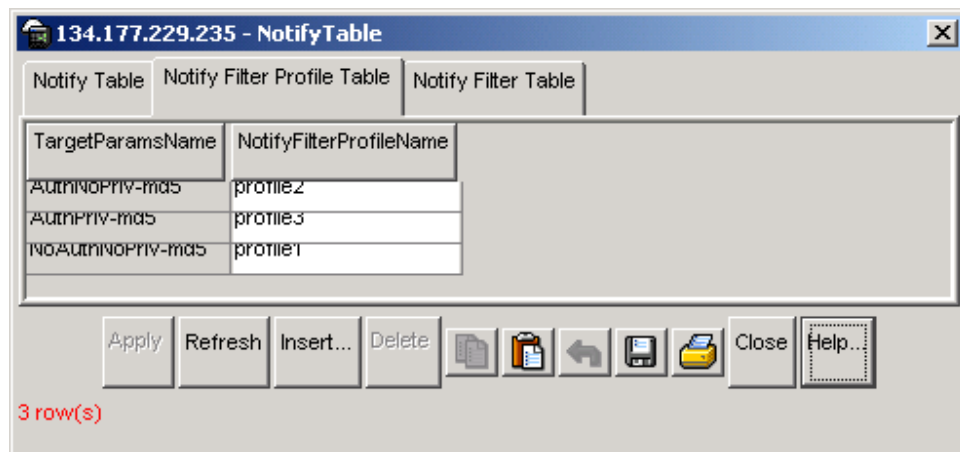 134.177.229.235 - NotifyTable
Notify Table Notify Filter Profile Table Notify Filter Table
TargetParamsName NotifyFilterProfileName
AuthNoPriv-md5 profile2
AuthPriv-md5 profile3
NoAuthNoPriv-md5 profile1
Apply Refresh Insert... Delete Close Help...
3 row(s)